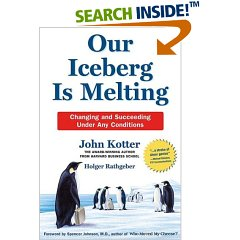 SEARCH INSIDE!™
Our
Iceberg
Is Melting
Changing and Succeeding
Under Any Conditions
John Kotter
THE AWARD-WINNING AUTHOR
FROM HARVARD BUSINESS SCHOOL
Holger Rathgeber
Foreword by Spencer Johnson, M.D., author of Who Moved My Cheese?